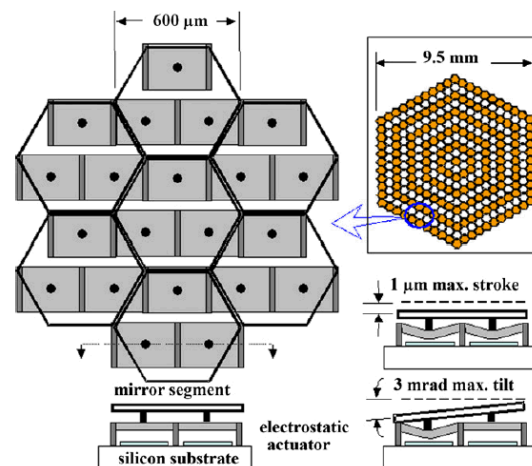 600 µm
9.5 mm
1 µm max. stroke
3 mrad max. tilt
mirror segment
electrostatic
actuator
silicon substrate